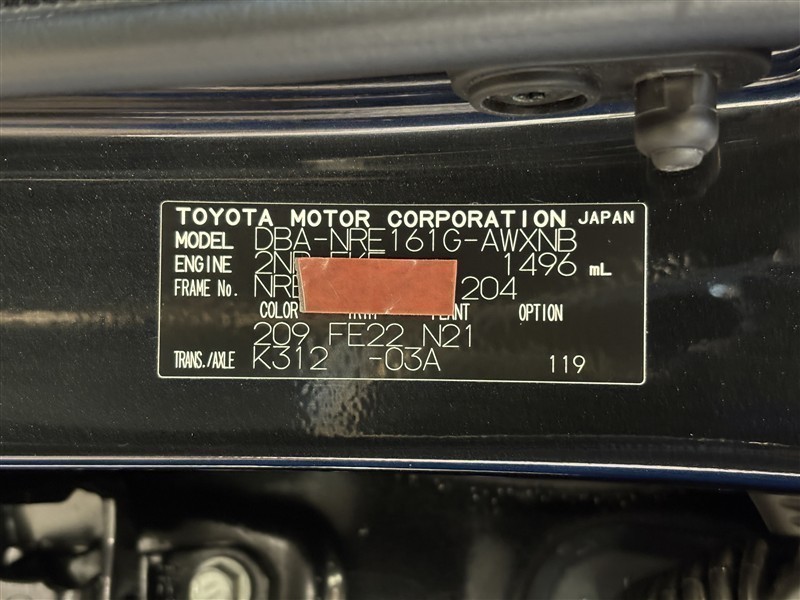 TOYOTA MOTOR CORPORATION JAPAN
MODEL DBA-NRE161G-AWXNB
ENGINE 1496 mL
FRAME No. 204
COLOR OPTION
209 FE22 N21
TRANS./AXLE K312 -03A 119